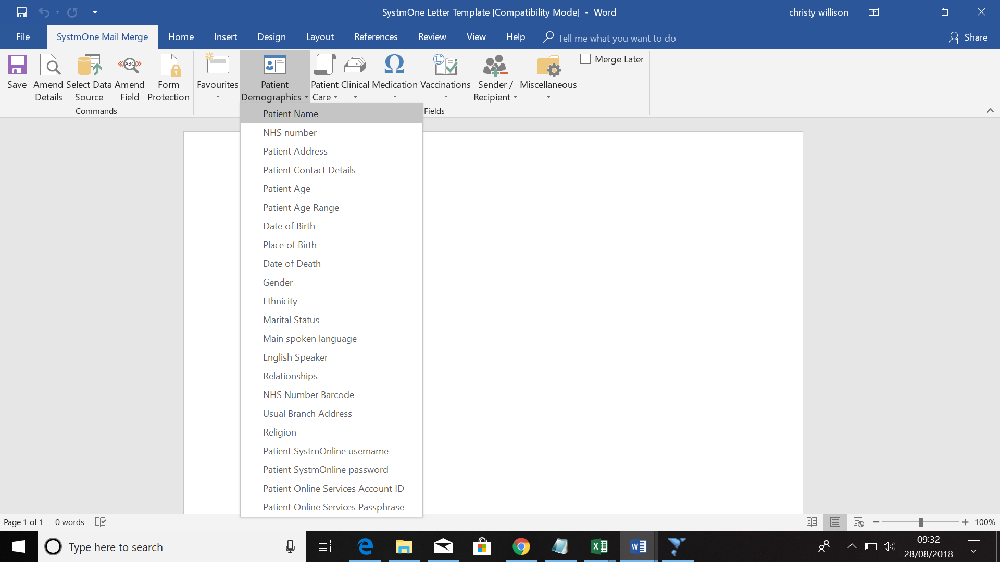 SystmOne Letter Template [Compatibility Mode] - Word
christy willison
File
SystmOne Mail Merge
Home
Insert
Design
Layout
References
Review
View
Help
Tell me what you want to do
Share
Save
Amend
Details
Select Data
Source
«ABC»
Amend
Field
Form
Protection
Commands
Favourites
Patient
Demographics
Patient
Care
Clinical
Medication
Vaccinations
Sender /
Recipient
Miscellaneous
Merge Later
Fields
Patient Name
NHS number
Patient Address
Patient Contact Details
Patient Age
Patient Age Range
Date of Birth
Place of Birth
Date of Death
Gender
Ethnicity
Marital Status
Main spoken language
English Speaker
Relationships
NHS Number Barcode
Usual Branch Address
Religion
Patient SystmOnline username
Patient SystmOnline password
Patient Online Services Account ID
Patient Online Services Passphrase
Page 1 of 1
0 words
100%
Type here to search
09:32
28/08/2018